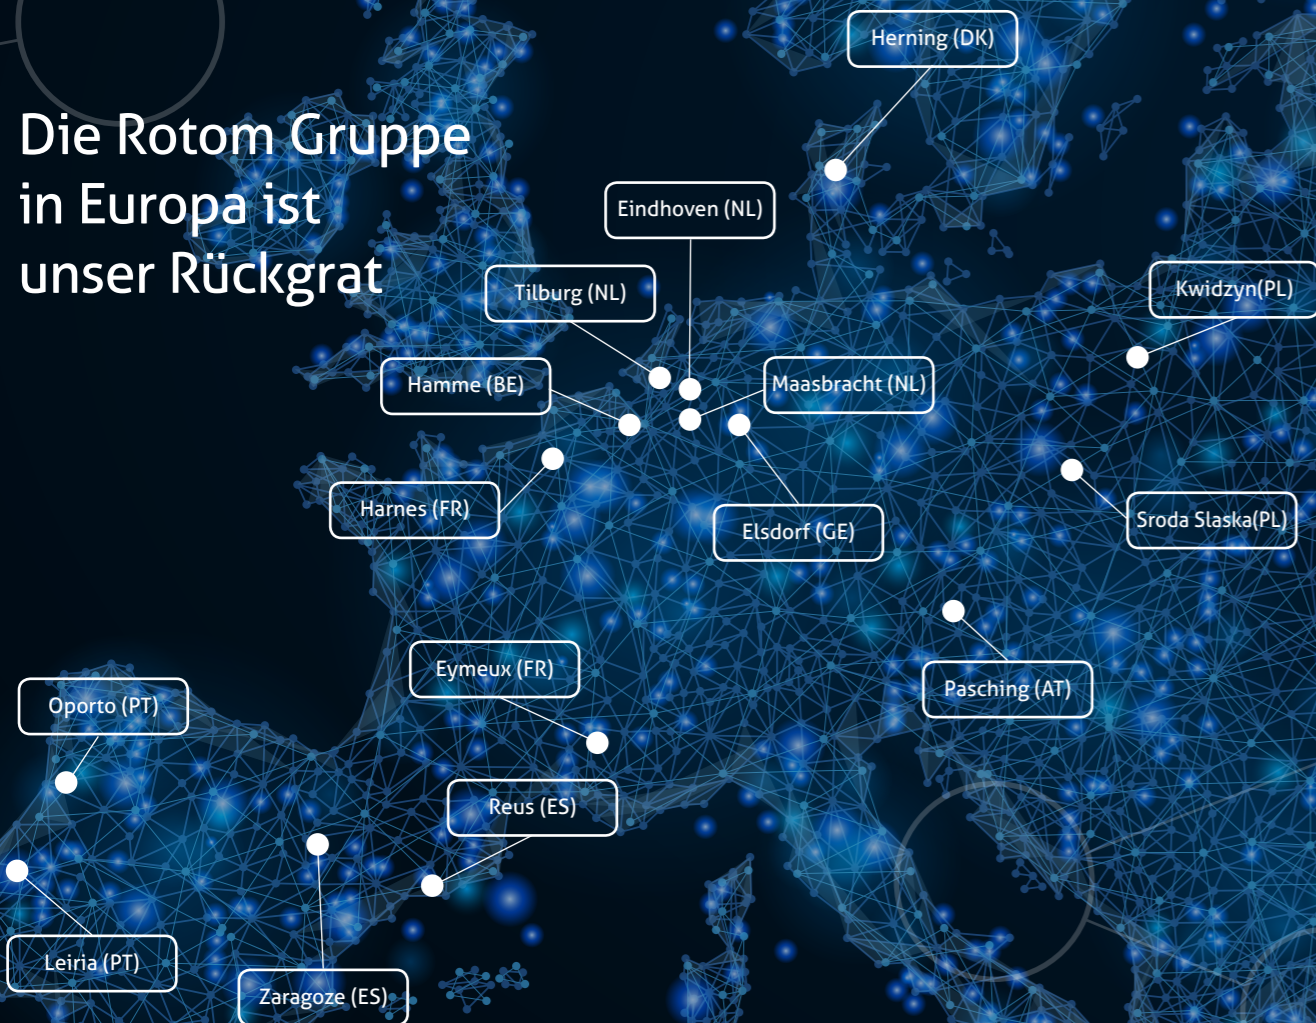 Die Rotom Gruppe
in Europa ist
unser Rückgrat
Herning (DK)
Eindhoven (NL)
Tilburg (NL)
Kwidzyn(PL)
Hamme (BE)
Maasbracht (NL)
Harnes (FR)
Elsdorf (GE)
Sroda Slaska(PL)
Eymeux (FR)
Pasching (AT)
Oporto (PT)
Reus (ES)
Leiria (PT)
Zaragoze (ES)